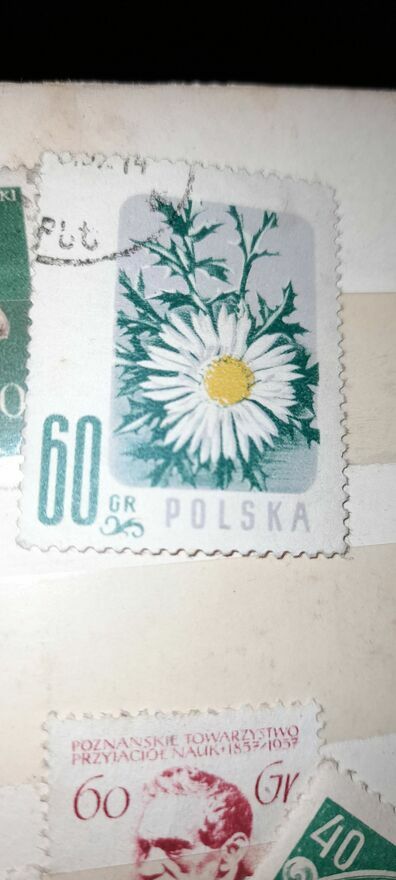 60
GR
POLSKA
POZNAŃSKIE TOWARZYSTWO
PRZYJACIÓŁ NAUK • 1857/1957
60 Gr
40